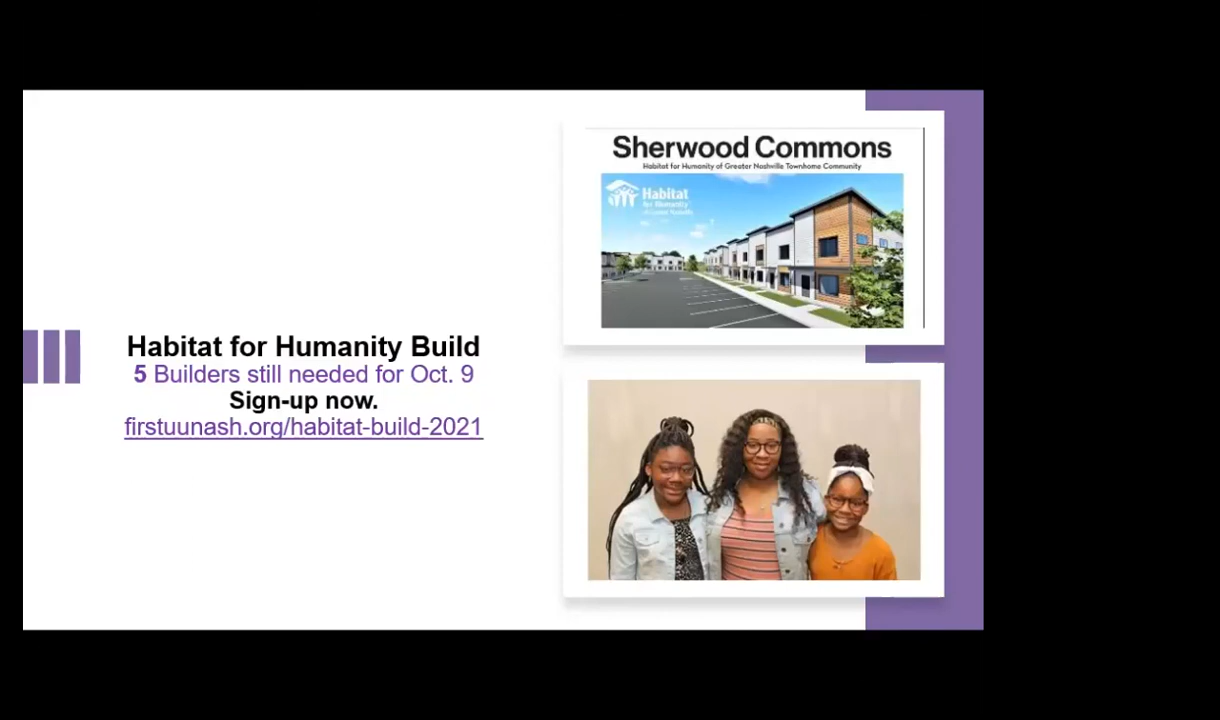 Sherwood Commons
Habitat for Humanity of Greater Nashville Townhome Community
Habitat
for Humanity
Habitat for Humanity Build
5 Builders still needed for Oct. 9
Sign-up now.
firstuunash.org/habitat-build-2021